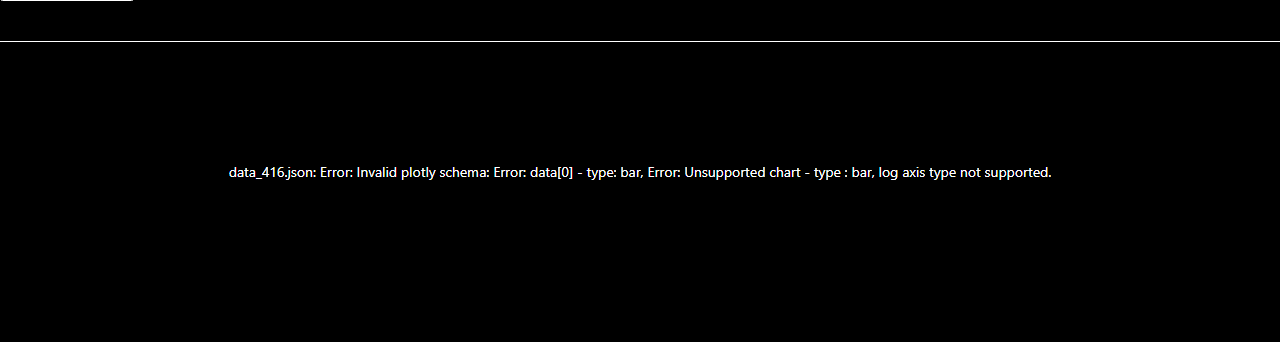 data_416.json: Error: Invalid plotly schema: Error: data[0] - type: bar, Error: Unsupported chart - type : bar, log axis type not supported.